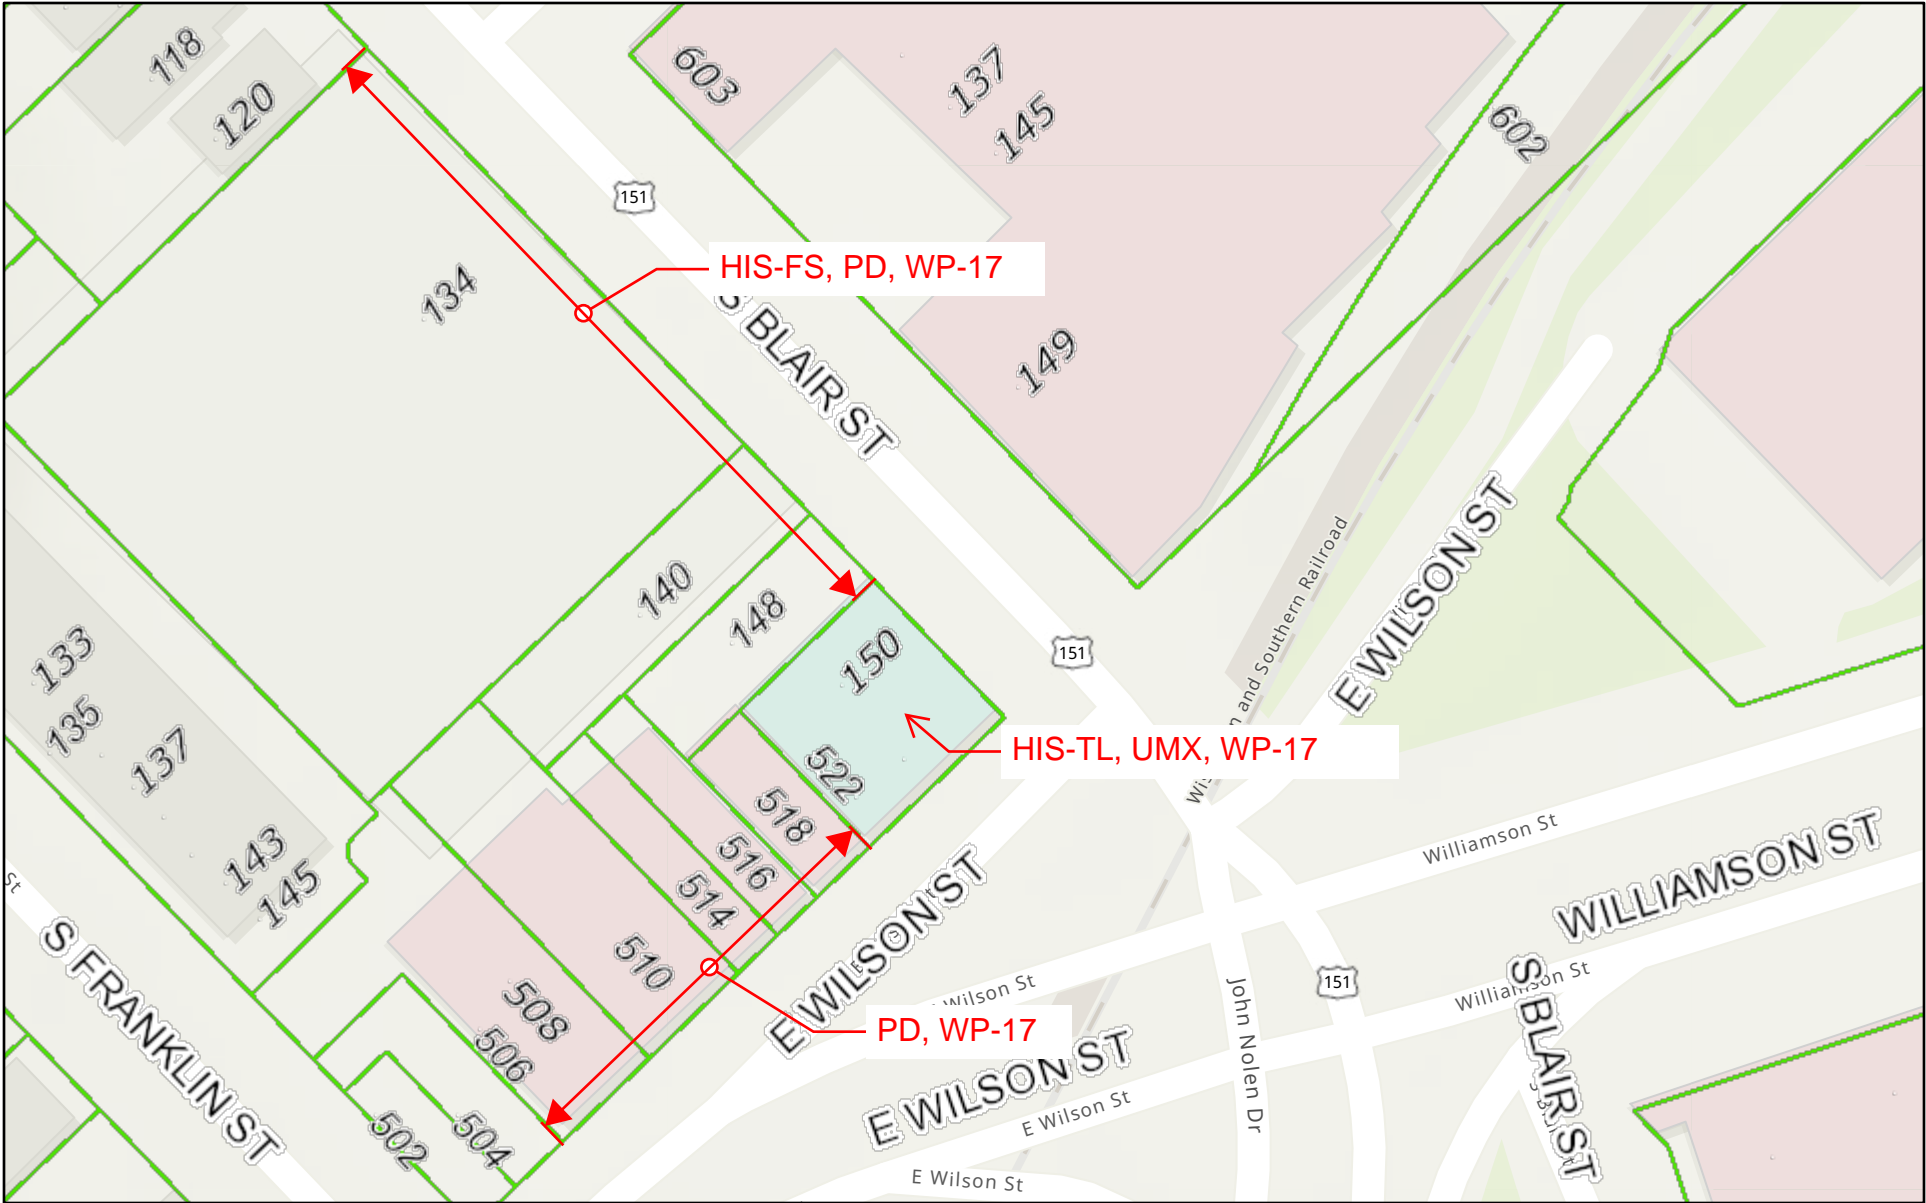 118
120
603
137
145
602
151
HIS-FS, PD, WP-17
134
S BLAIR ST
149
140
148
150
151
E WILSON ST
and Southern Railroad
HIS-TL, UMX, WP-17
522
133
135
137
143
145
518
516
514
510
508
506
504
502
St
S FRANKLIN ST
E WILSON ST
Wilson St
PD, WP-17
E WILSON ST
E Wilson St
E Wilson St
John Nolen Dr
151
Williamson St
WILLIAMSON ST
Williamson St
S BLAIR ST